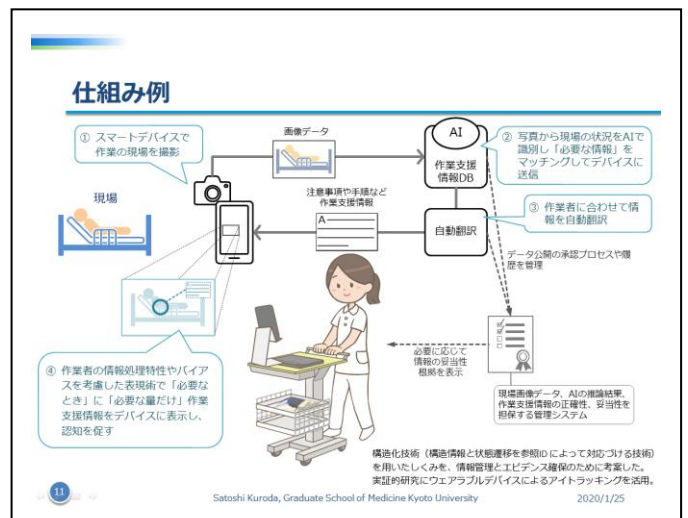 仕組み例
① スマートデバイスで
作業の現場を撮影
画像データ
AI
作業支援
情報DB
② 写真から現場の状況をAIで
識別し「必要な情報」を
マッチングしてデバイスに
送信
現場
注意事項や手順など
作業支援情報
A
自動翻訳
③ 作業者に合わせて情
報を自動翻訳
データ公開の承認プロセスや履
歴を管理
④ 作業者の情報処理特性やバイア
スを考慮した表現術で「必要な
とき」に「必要な量だけ」作業
支援情報をデバイスに表示し、
認知を促す
必要に応じて
情報の妥当性
根拠を表示
現場画像データ、AIの推論結果、
作業支援情報の正確性、妥当性を
担保する管理システム
構造化技術（構造情報と状態遷移を参照IDによって対応づける技術）
を用いたしくみを、情報管理とエビデンス確保のために考案した。
実証的研究にウェアラブルデバイスによるアイトラッキングを活用。
11
Satoshi Kuroda, Graduate School of Medicine Kyoto University
2020/1/25